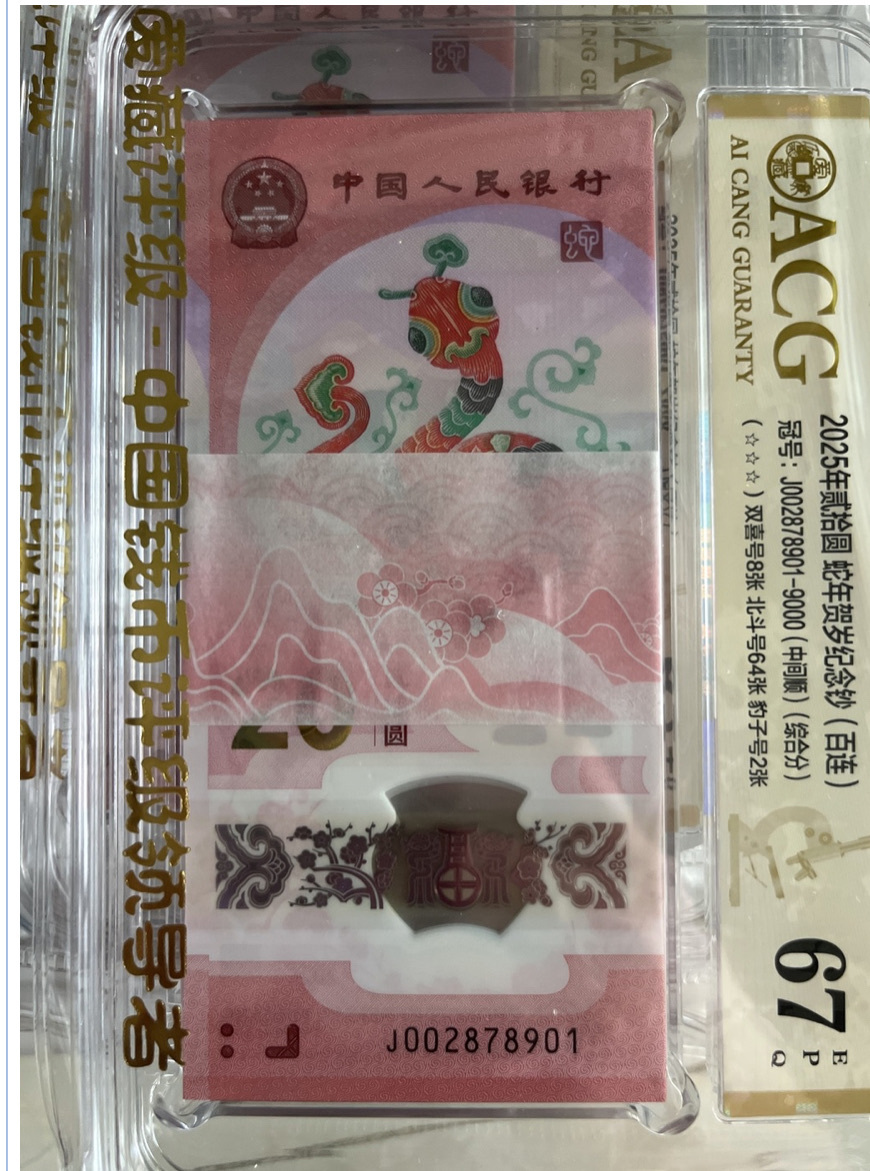 爱藏评级-中国钱币评级领导者
中国人民银行
蛇
圆
J002878901
爱藏
ACG
AI CANG GUARANTY
2025年贰拾圆 蛇年贺岁纪念钞（百连）
冠号：J002878901-9000（中间顺）（综合分）
（☆☆☆）双喜号8张 北斗号64张 豹子号2张
67
E
P
Q